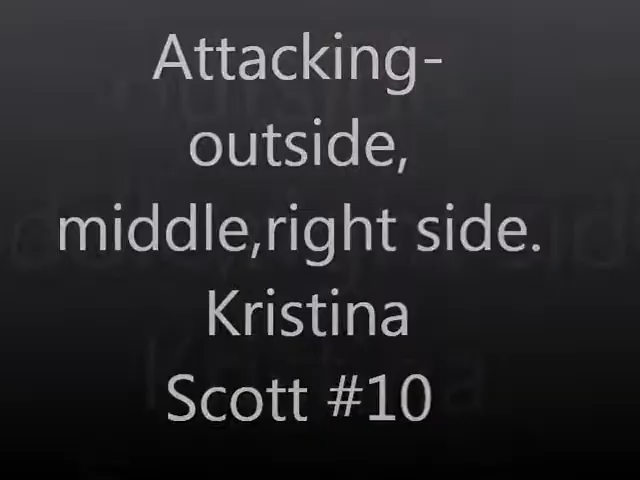 Attacking-
outside,
middle,right side.
Kristina
Scott #10